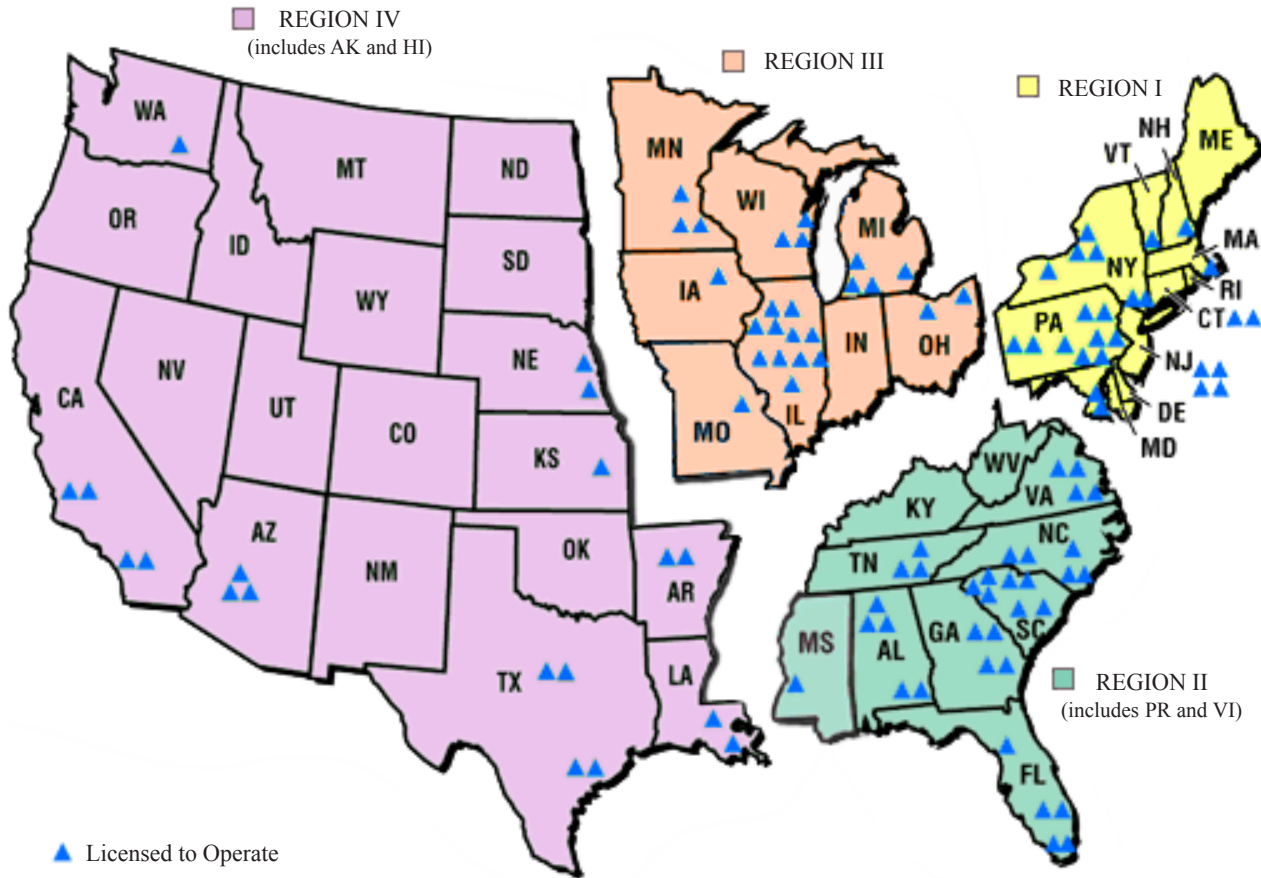 REGION IV
(includes AK and HI)
REGION III
REGION I
WA
MT
ND
OR
ID
SD
WY
NE
NV
UT
CO
KS
CA
AZ
NM
OK
AR
TX
LA
MN
WI
MI
IA
IL
IN
OH
MO
NH
VT
ME
MA
NY
RI
CT
PA
NJ
DE
MD
WV
VA
KY
NC
TN
SC
MS
AL
GA
FL
REGION II
(includes PR and VI)
Licensed to Operate